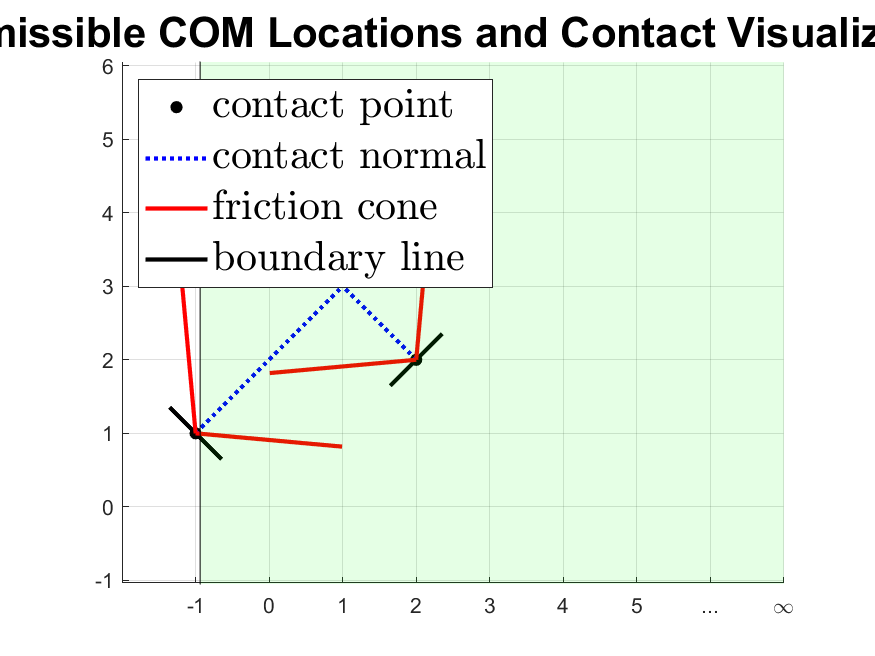 missible COM Locations and Contact Visualiz
6
5
4
3
2
1
0
-1
contact point
contact normal
friction cone
boundary line
-1 0 1 2 3 4 5 ... ∞